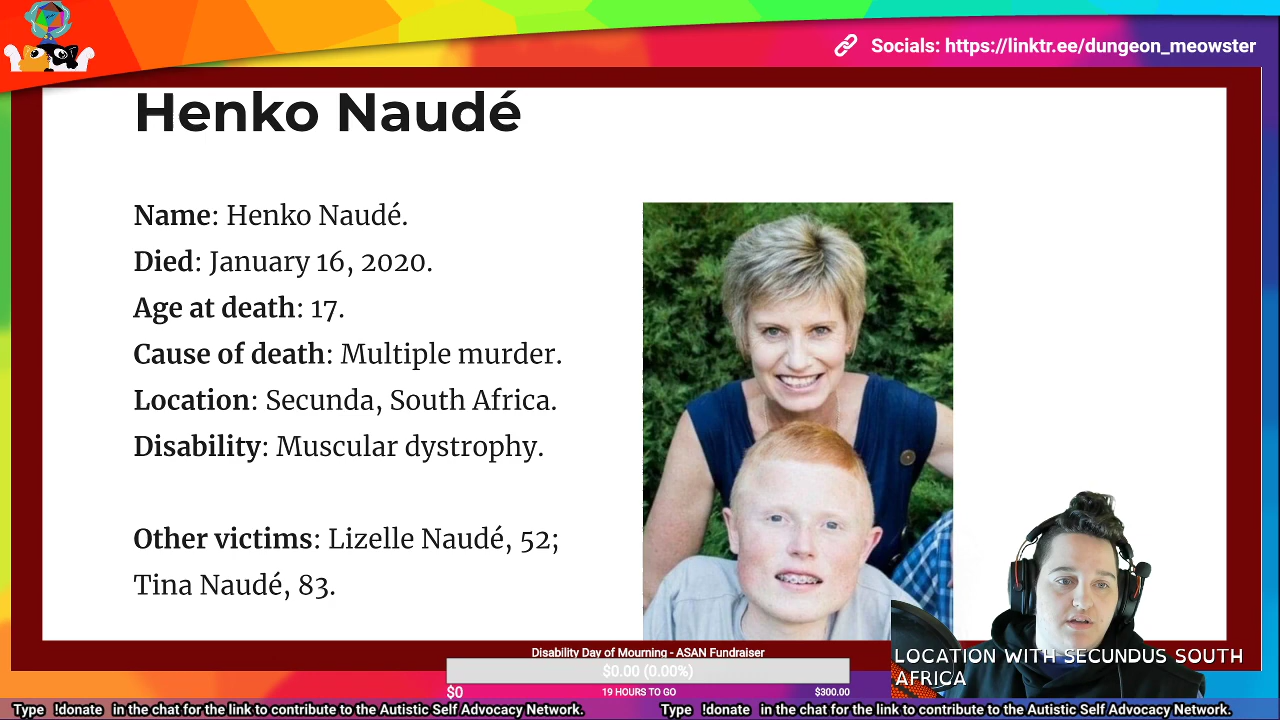 Socials: https://linktr.ee/dungeon_meowster
Henko Naudé
Name: Henko Naudé.
Died: January 16, 2020.
Age at death: 17.
Cause of death: Multiple murder.
Location: Secunda, South Africa.
Disability: Muscular dystrophy.
Other victims: Lizelle Naudé, 52;
Tina Naudé, 83.
LOCATION WITH SECUNDUS SOUTH
AFRICA
Disability Day of Mourning - ASAN Fundraiser
$0.00 (0.00%)
$0 19 HOURS TO GO $300.00
Type !donate in the chat for the link to contribute to the Autistic Self Advocacy Network. Type !donate in the chat for the link to contribute to the Autistic Self Advocacy Network.